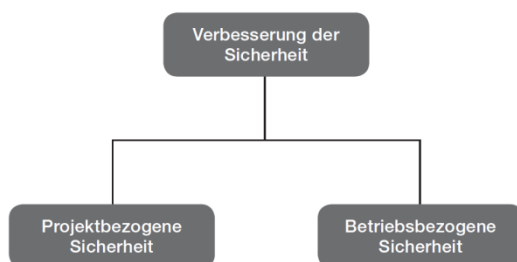 Verbesserung der
Sicherheit
Projektbezogene
Sicherheit
Betriebsbezogene
Sicherheit